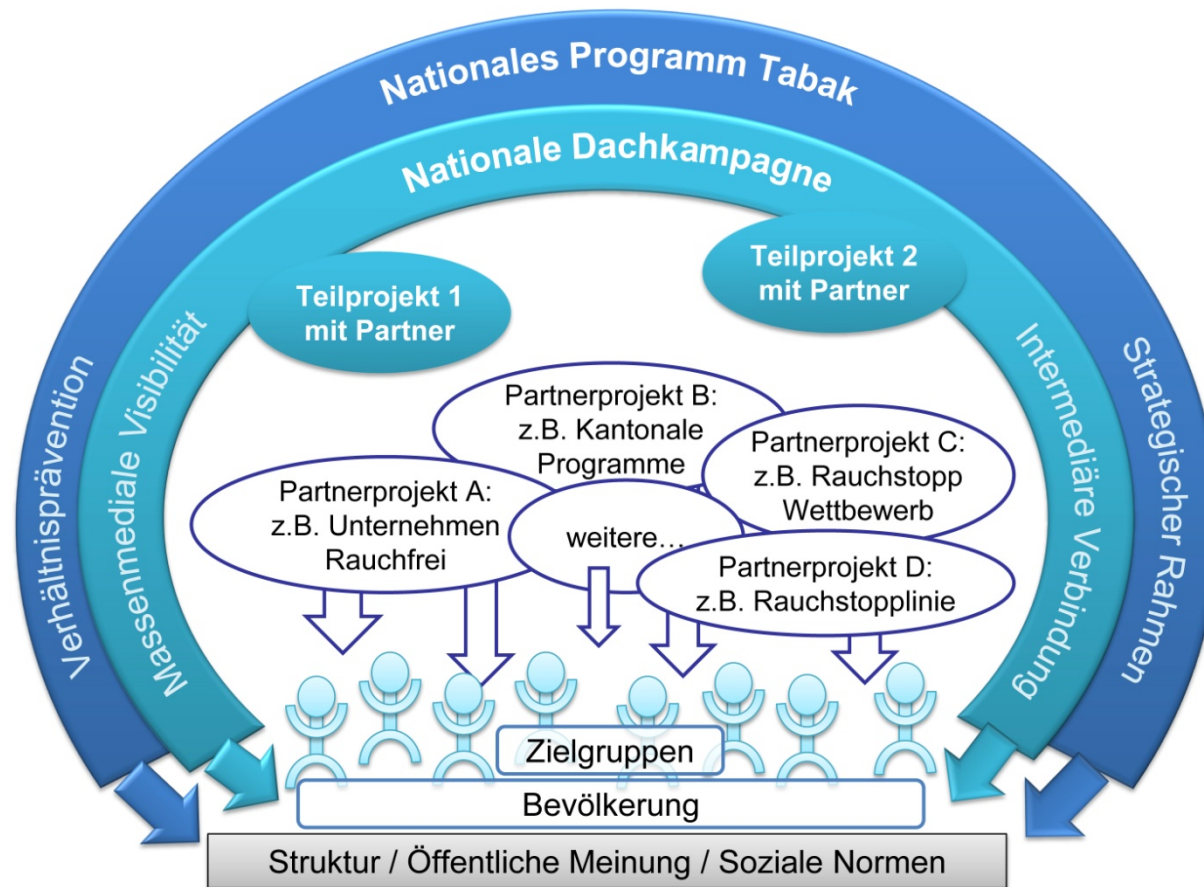 Nationales Programm Tabak
Nationale Dachkampagne
Verhältnisprävention
Massenmediale Visibilität
Intermediäre Verbindung
Strategischer Rahmen
Teilprojekt 1
mit Partner
Teilprojekt 2
mit Partner
Partnerprojekt B:
z.B. Kantonale
Programme
Partnerprojekt C:
z.B. Rauchstopp
Wettbewerb
Partnerprojekt A:
z.B. Unternehmen
Rauchfrei
weitere…
Partnerprojekt D:
z.B. Rauchstopplinie
Zielgruppen
Bevölkerung
Struktur / Öffentliche Meinung / Soziale Normen